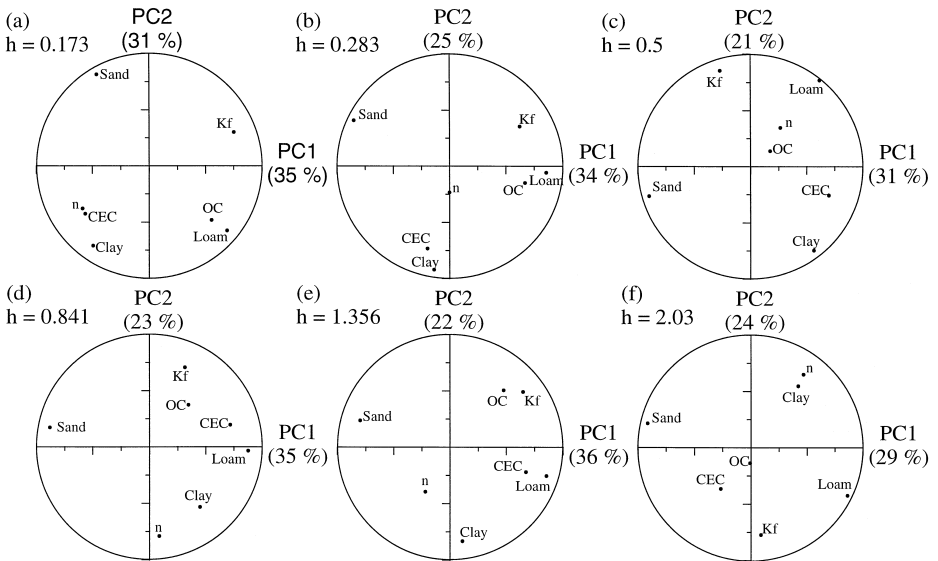 (a)
h = 0.173
PC2
(31 %)
Sand
Kf
PC1
(35 %)
n
CEC
Clay
OC
Loam
(b)
h = 0.283
PC2
(25 %)
Sand
Kf
PC1
(34 %)
n
OC
Loam
CEC
Clay
(c)
h = 0.5
PC2
(21 %)
Kf
Loam
n
OC
PC1
(31 %)
Sand
CEC
Clay
(d)
h = 0.841
PC2
(23 %)
Kf
OC
Sand
CEC
PC1
(35 %)
Loam
Clay
n
(e)
h = 1.356
PC2
(22 %)
OC
Kf
Sand
PC1
(36 %)
CEC
Loam
n
Clay
(f)
h = 2.03
PC2
(24 %)
n
Clay
Sand
PC1
(29 %)
OC
CEC
Loam
Kf